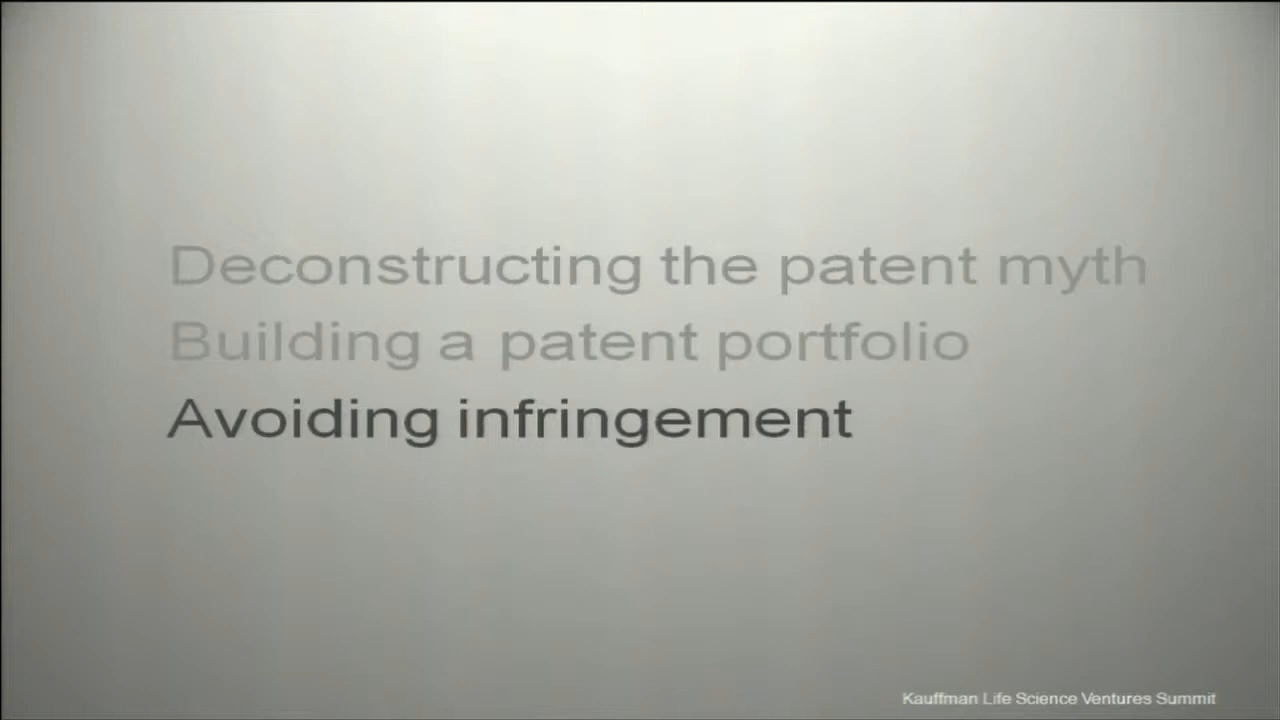 Deconstructing the patent myth
Building a patent portfolio
Avoiding infringement
Kauffman Life Science Ventures Summit